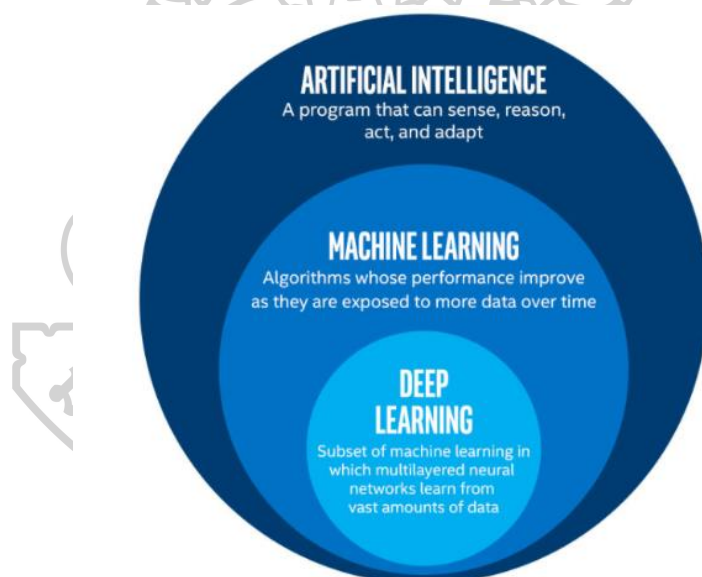 ARTIFICIAL INTELLIGENCE
A program that can sense, reason,
act, and adapt
MACHINE LEARNING
Algorithms whose performance improve
as they are exposed to more data over time
DEEP
LEARNING
Subset of machine learning in
which multilayered neural
networks learn from
vast amounts of data